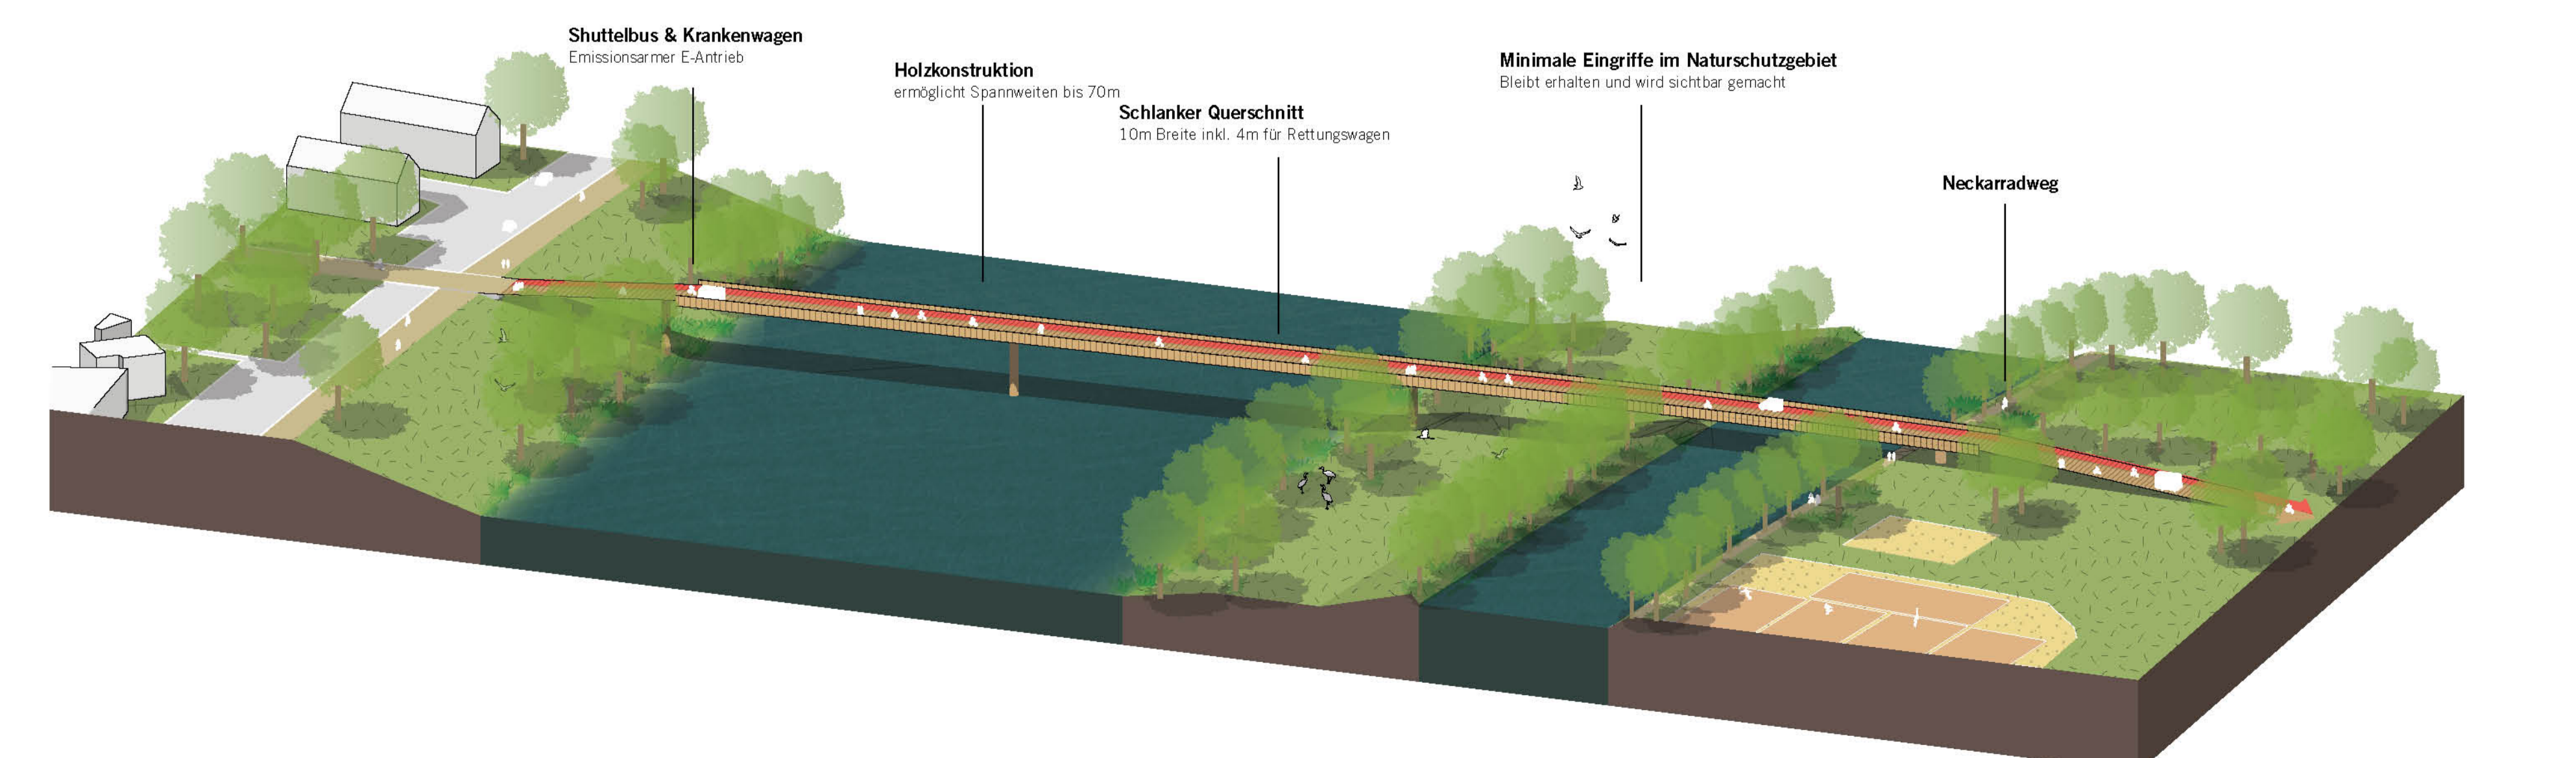 Shuttelbus & Krankenwagen
Emissionsarmer E-Antrieb
Holzkonstruktion
ermöglicht Spannweiten bis 70m
Schlanker Querschnitt
10m Breite inkl. 4m für Rettungswagen
Minimale Eingriffe im Naturschutzgebiet
Bleibt erhalten und wird sichtbar gemacht
Neckarradweg